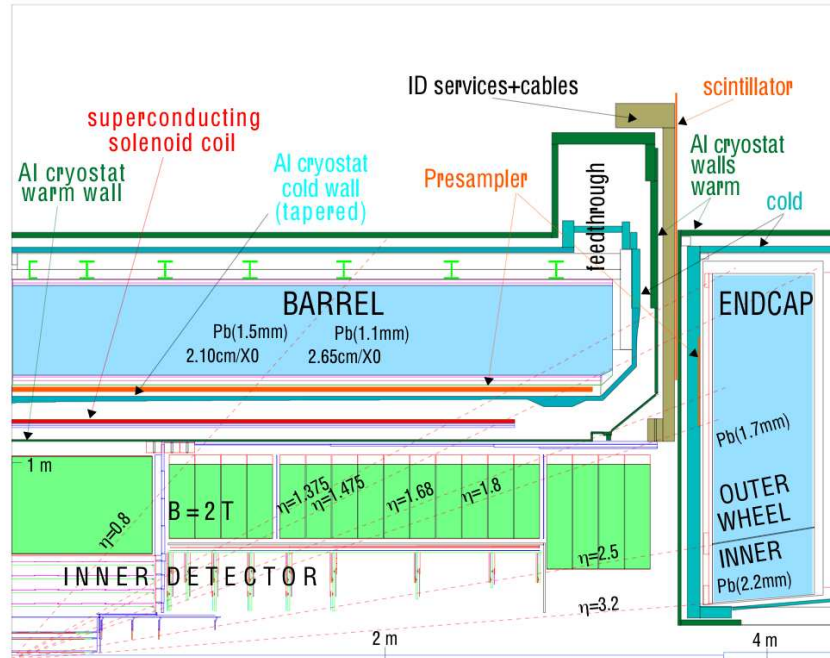 ID services+cables
scintillator
superconducting
solenoid coil
Al cryostat
warm wall
Al cryostat
cold wall
(tapered)
Presampler
feedthrough
Al cryostat
walls
warm
cold
BARREL
Pb(1.5mm)
Pb(1.1mm)
2.10cm/X0
2.65cm/X0
ENDCAP
Pb(1.7mm)
OUTER
WHEEL
INNER
Pb(2.2mm)
1 m
η=0.8
B=2T
η=1.375
η=1.475
η=1.68
η=1.8
η=2.5
η=3.2
INNER DETECTOR
2 m
4 m